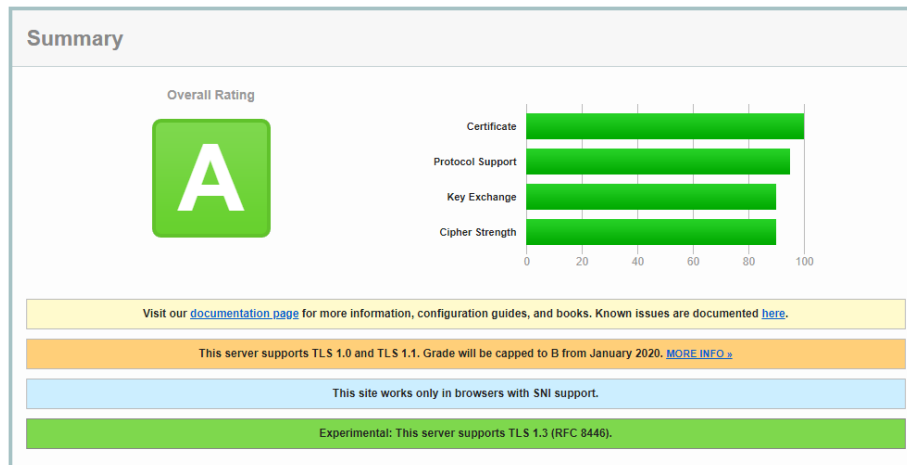 Summary
Overall Rating
A
Certificate
Protocol Support
Key Exchange
Cipher Strength
0 20 40 60 80 100
Visit our documentation page for more information, configuration guides, and books. Known issues are documented here.
This server supports TLS 1.0 and TLS 1.1. Grade will be capped to B from January 2020. MORE INFO »
This site works only in browsers with SNI support.
Experimental: This server supports TLS 1.3 (RFC 8446).